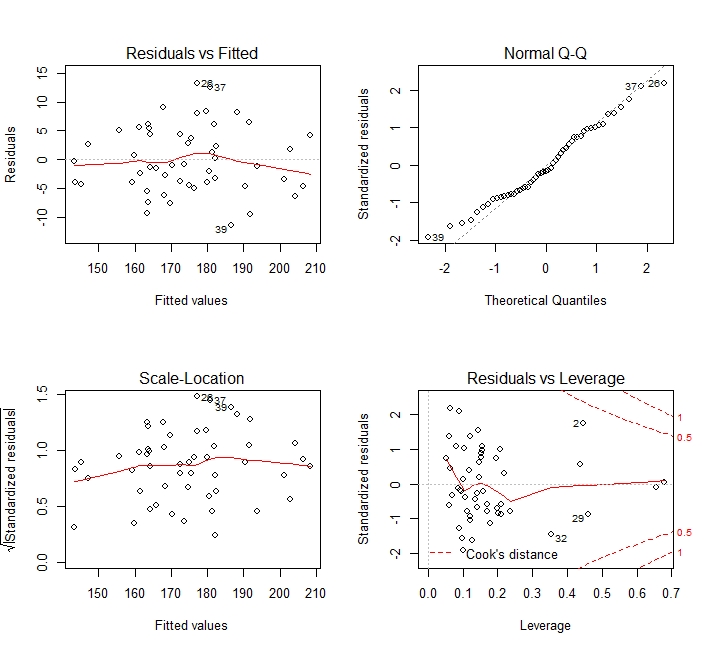 Residuals vs Fitted
Residuals
15
10
5
0
-5
-10
26
37
39
150 160 170 180 190 200 210
Fitted values
Normal Q-Q
Standardized residuals
2
1
0
-1
-2
37
26
39
-2 -1 0 1 2
Theoretical Quantiles
Scale-Location
√|Standardized residuals|
1.5
1.0
0.5
0.0
26
37
39
150 160 170 180 190 200 210
Fitted values
Residuals vs Leverage
Standardized residuals
2
1
0
-1
-2
2
29
32
1
0.5
0.5
1
Cook's distance
0.0 0.1 0.2 0.3 0.4 0.5 0.6 0.7
Leverage